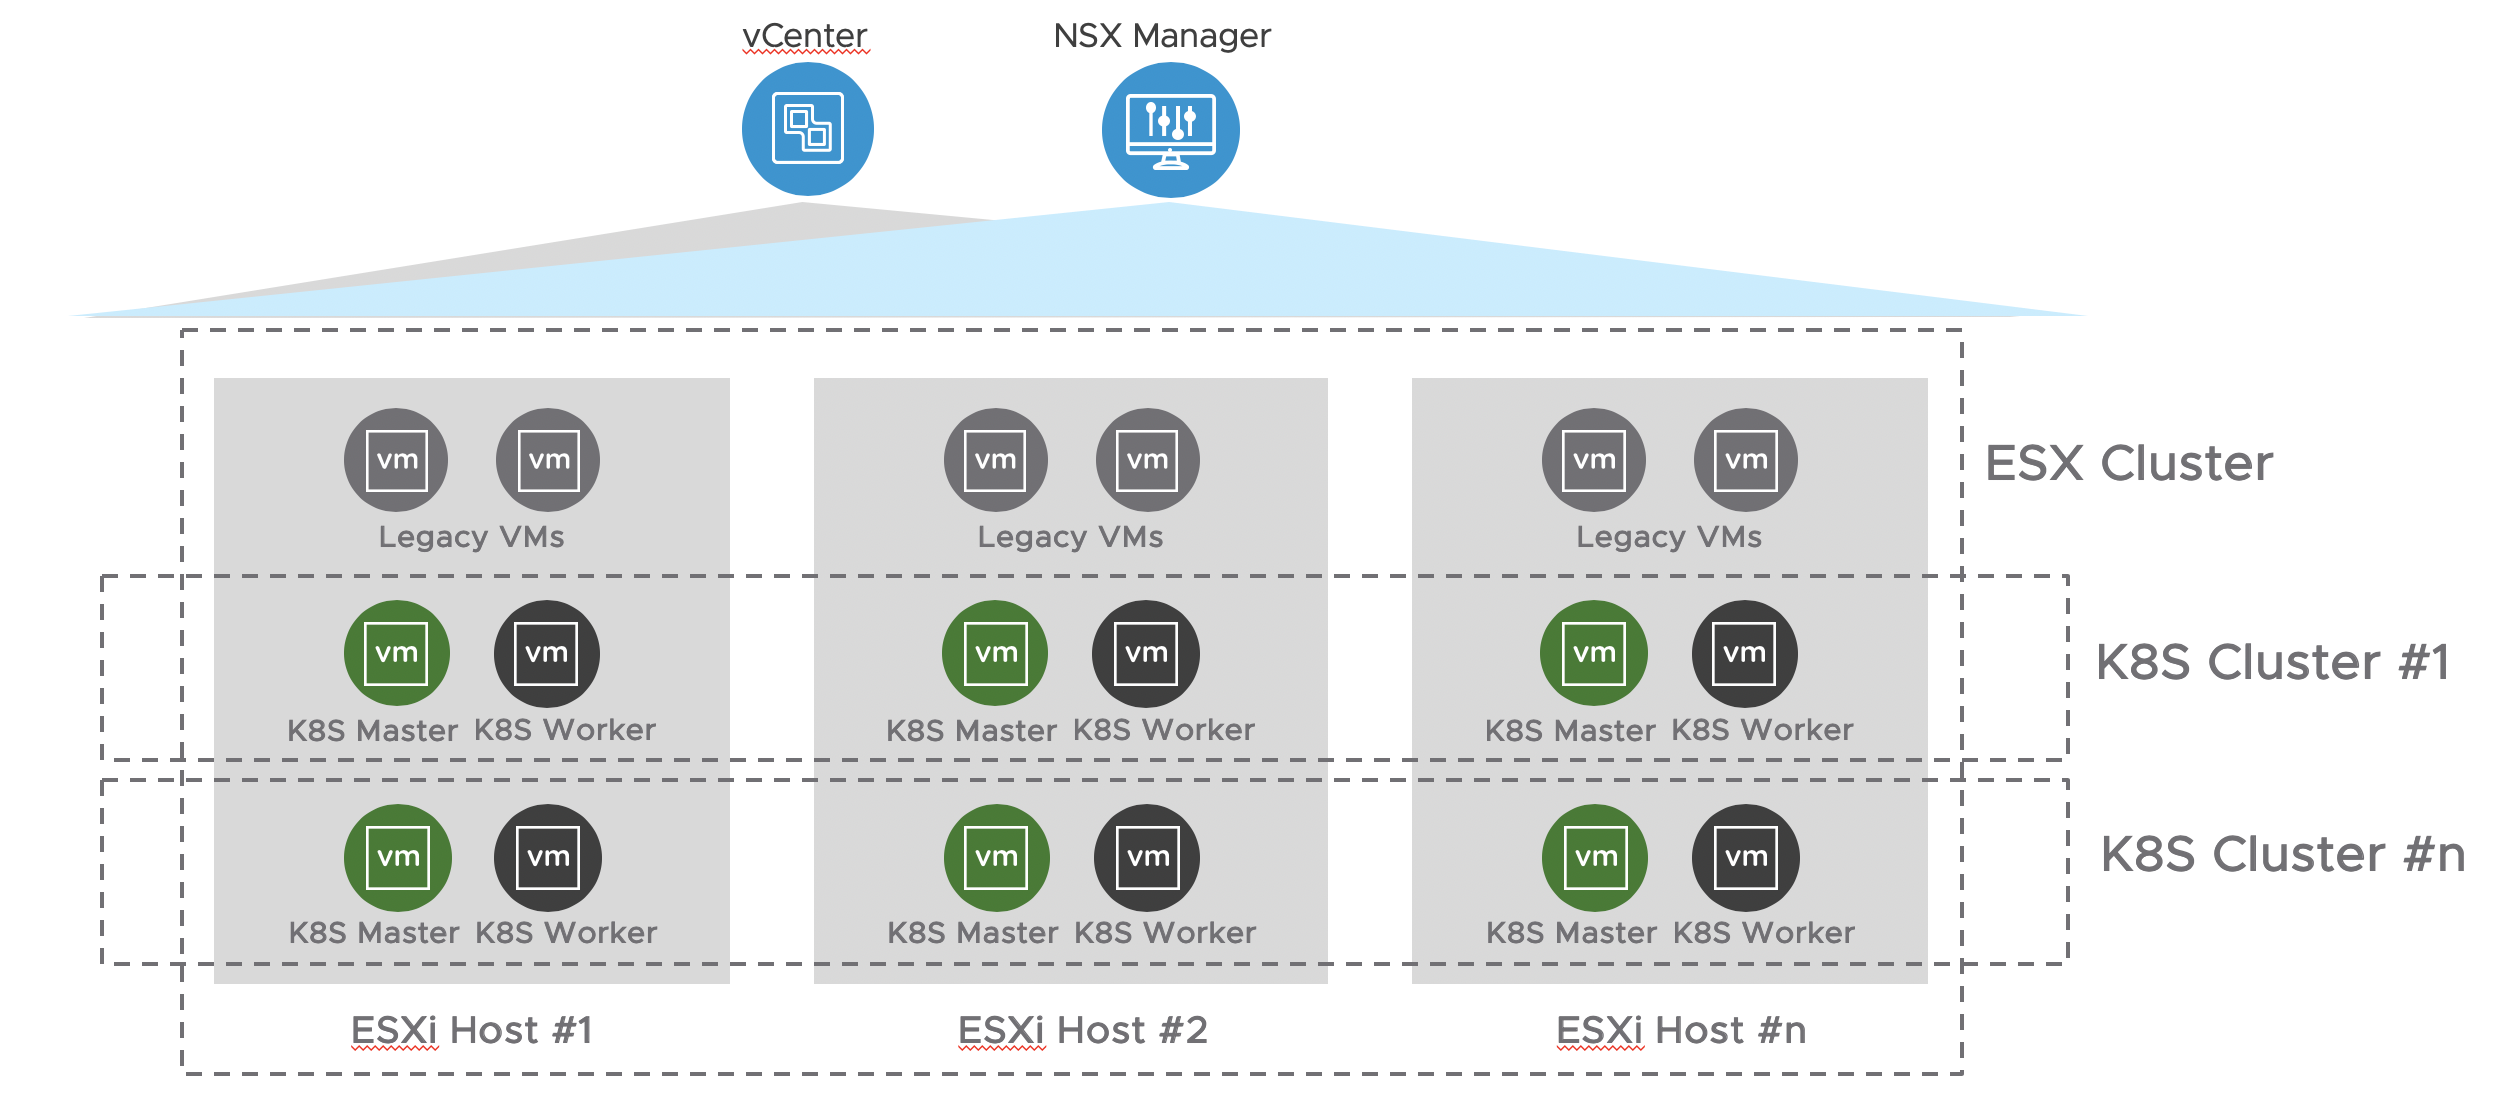 vCenter NSX Manager
vm vm vm vm vm vm
ESX Cluster
Legacy VMs Legacy VMs Legacy VMs
vm vm vm vm vm vm
K8S Cluster #1
K8S Master K8S Worker K8S Master K8S Worker K8S Master K8S Worker
vm vm vm vm vm vm
K8S Cluster #n
K8S Master K8S Worker K8S Master K8S Worker K8S Master K8S Worker
ESXi Host #1 ESXi Host #2 ESXi Host #n